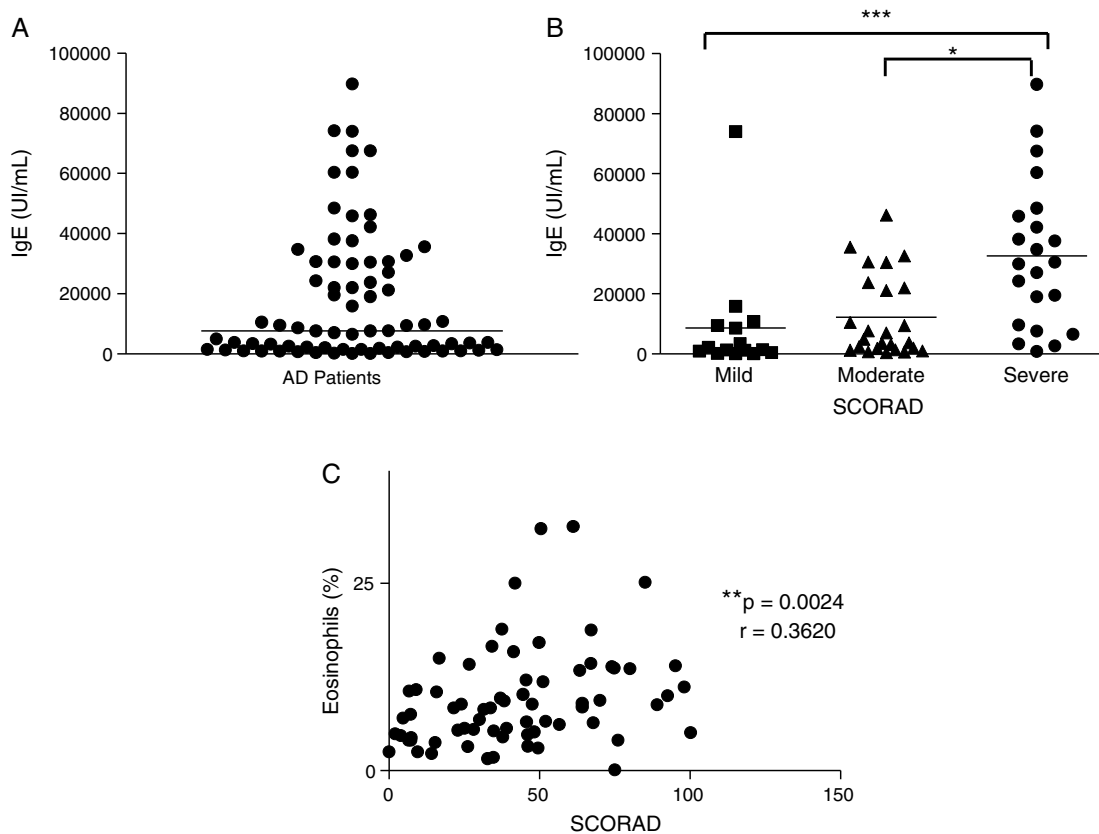 A
100000
80000
60000
40000
20000
0
IgE (UI/mL)
AD Patients
B
***
*
100000
80000
60000
40000
20000
0
IgE (UI/mL)
Mild Moderate Severe
SCORAD
C
25
0
Eosinophils (%)
**p = 0.0024
r = 0.3620
0 50 100 150
SCORAD